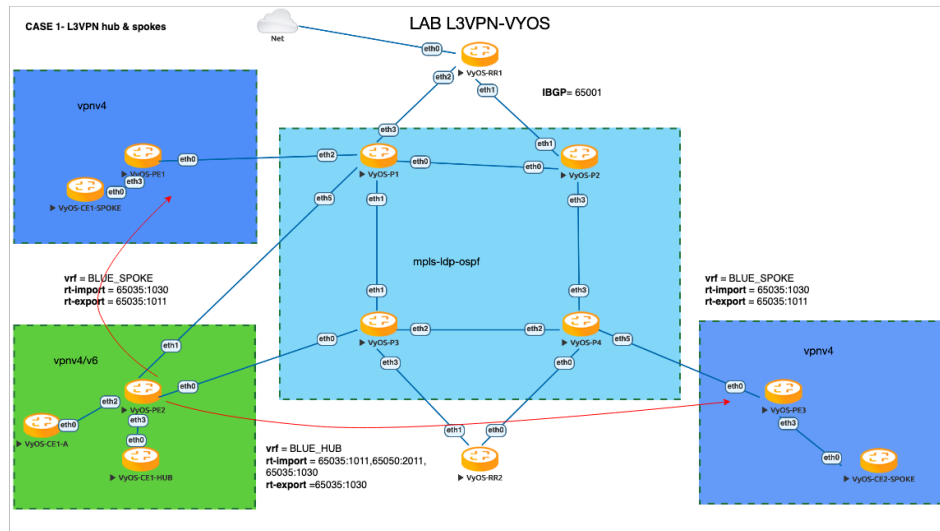 CASE 1- L3VPN hub & spokes
LAB L3VPN-VYOS
Net
eth0
VyOS-RR1
eth2
eth1
IBGP= 65001
vpnv4
eth3
eth1
VyOS-PE1
eth0
eth2
VyOS-P1
eth0
eth0
VyOS-P2
eth3
eth0
VyOS-CE1-SPOKE
eth5
eth1
eth3
mpls-ldp-ospf
vrf = BLUE_SPOKE
rt-import = 65035:1030
rt-export = 65035:1011
vrf = BLUE_SPOKE
rt-import = 65035:1030
rt-export = 65035:1011
eth1
eth3
VyOS-P3
eth2
eth2
VyOS-P4
eth5
eth0
eth3
eth0
vpnv4/v6
eth1
vpnv4
VyOS-PE2
eth0
eth2
eth3
eth0
VyOS-CE1-A
eth0
VyOS-CE1-HUB
eth0
VyOS-PE3
eth3
eth0
VyOS-CE2-SPOKE
eth1
eth0
VyOS-RR2
vrf = BLUE_HUB
rt-import = 65035:1011,65050:2011,
65035:1030
rt-export =65035:1030